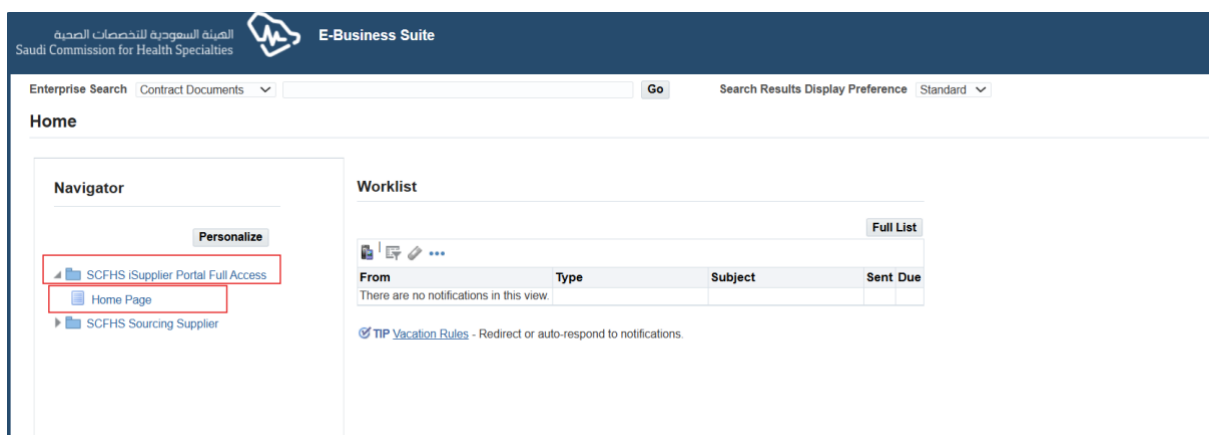 الهيئة السعودية للتخصصات الصحية
Saudi Commission for Health Specialties
E-Business Suite
Enterprise Search Contract Documents Go Search Results Display Preference Standard
Home
Navigator
Personalize
SCFHS iSupplier Portal Full Access
Home Page
SCFHS Sourcing Supplier
Worklist
Full List
From Type Subject Sent Due
There are no notifications in this view.
TIP Vacation Rules - Redirect or auto-respond to notifications.